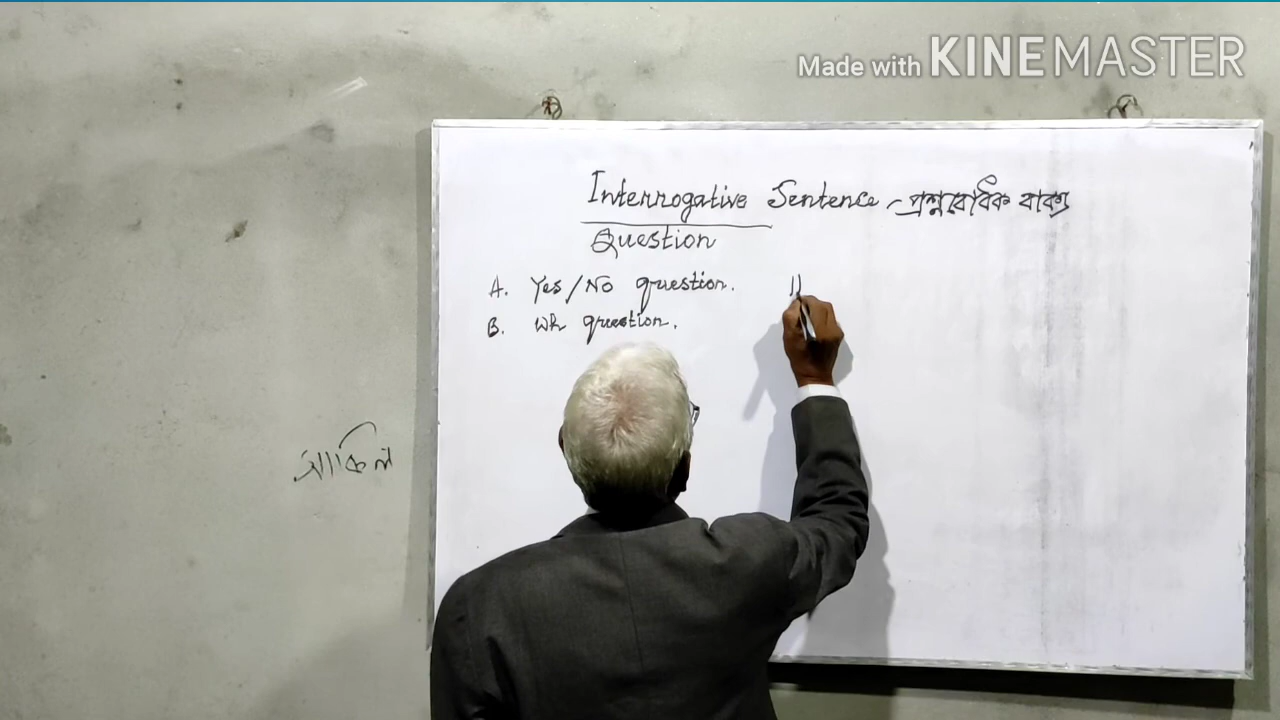 Made with KINEMASTER
Interrogative Sentence - প্রশ্নবোধক বাক্য
Question
A. Yes/No question.
B. Wh question.
সাকিল